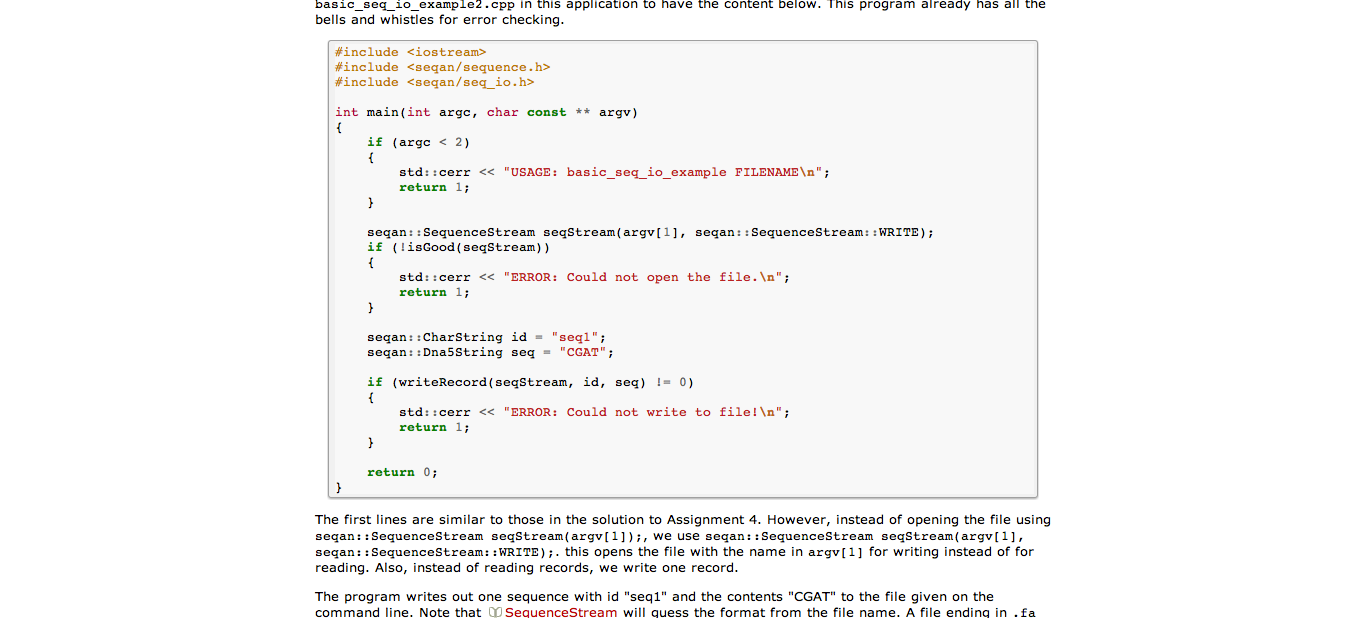 basic_seq_io_example2.cpp in this application to have the content below. This program already has all the
bells and whistles for error checking.
#include <iostream>
#include <seqan/sequence.h>
#include <seqan/seq_io.h>
int main(int argc, char const ** argv)
{
if (argc < 2)
{
std::cerr << "USAGE: basic_seq_io_example FILENAME\n";
return 1;
}
seqan::SequenceStream seqStream(argv[1], seqan::SequenceStream::WRITE);
if (!isGood(seqStream))
{
std::cerr << "ERROR: Could not open the file.\n";
return 1;
}
seqan::CharString id = "seq1";
seqan::Dna5String seq = "CGAT";
if (writeRecord(seqStream, id, seq) != 0)
{
std::cerr << "ERROR: Could not write to file!\n";
return 1;
}
return 0;
}
The first lines are similar to those in the solution to Assignment 4. However, instead of opening the file using
seqan::SequenceStream seqStream(argv[1]);, we use seqan::SequenceStream seqStream(argv[1],
seqan::SequenceStream::WRITE);. this opens the file with the name in argv[1] for writing instead of for
reading. Also, instead of reading records, we write one record.
The program writes out one sequence with id "seq1" and the contents "CGAT" to the file given on the
command line. Note that SequenceStream will guess the format from the file name. A file ending in .fa